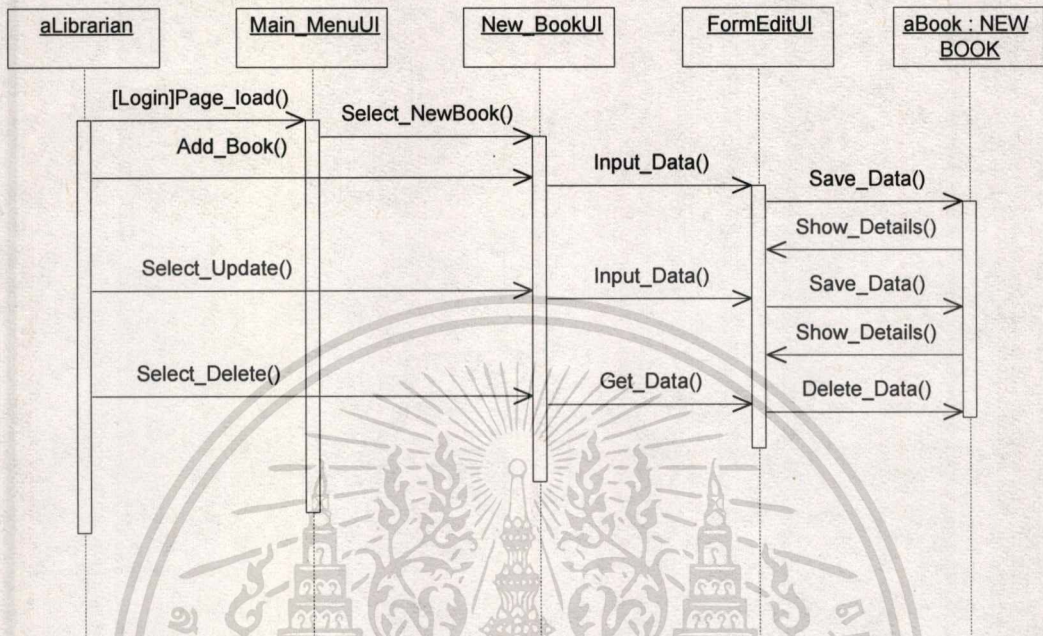 aLibrarian
Main_MenuUI
New_BookUI
FormEditUI
aBook : NEW
BOOK
[Login]Page_load()
Select_NewBook()
Add_Book()
Input_Data()
Save_Data()
Show_Details()
Select_Update()
Input_Data()
Save_Data()
Show_Details()
Select_Delete()
Get_Data()
Delete_Data()